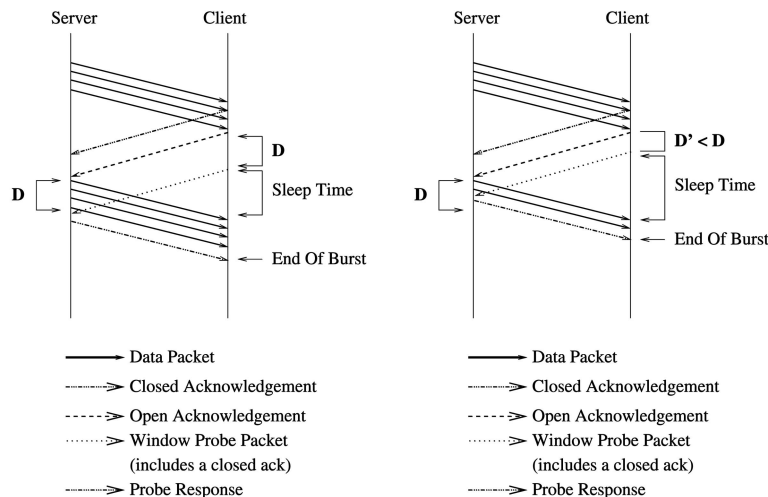 Server Client
D
Sleep Time
D
End Of Burst
Data Packet
Closed Acknowledgement
Open Acknowledgement
Window Probe Packet
(includes a closed ack)
Probe Response
Server Client
D' < D
Sleep Time
D
End Of Burst
Data Packet
Closed Acknowledgement
Open Acknowledgement
Window Probe Packet
(includes a closed ack)
Probe Response